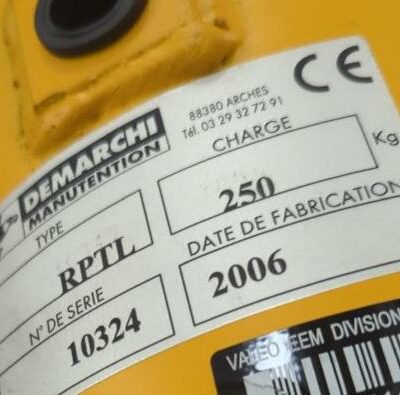 DEMARCHI
MANUTENTION
88380 ARCHES
Tél. 03 29 32 72 91
CE
TYPE
RPTL
CHARGE
250
Kg
N° DE SERIE
10324
DATE DE FABRICATION
2006
VALEO EEM DIVISION